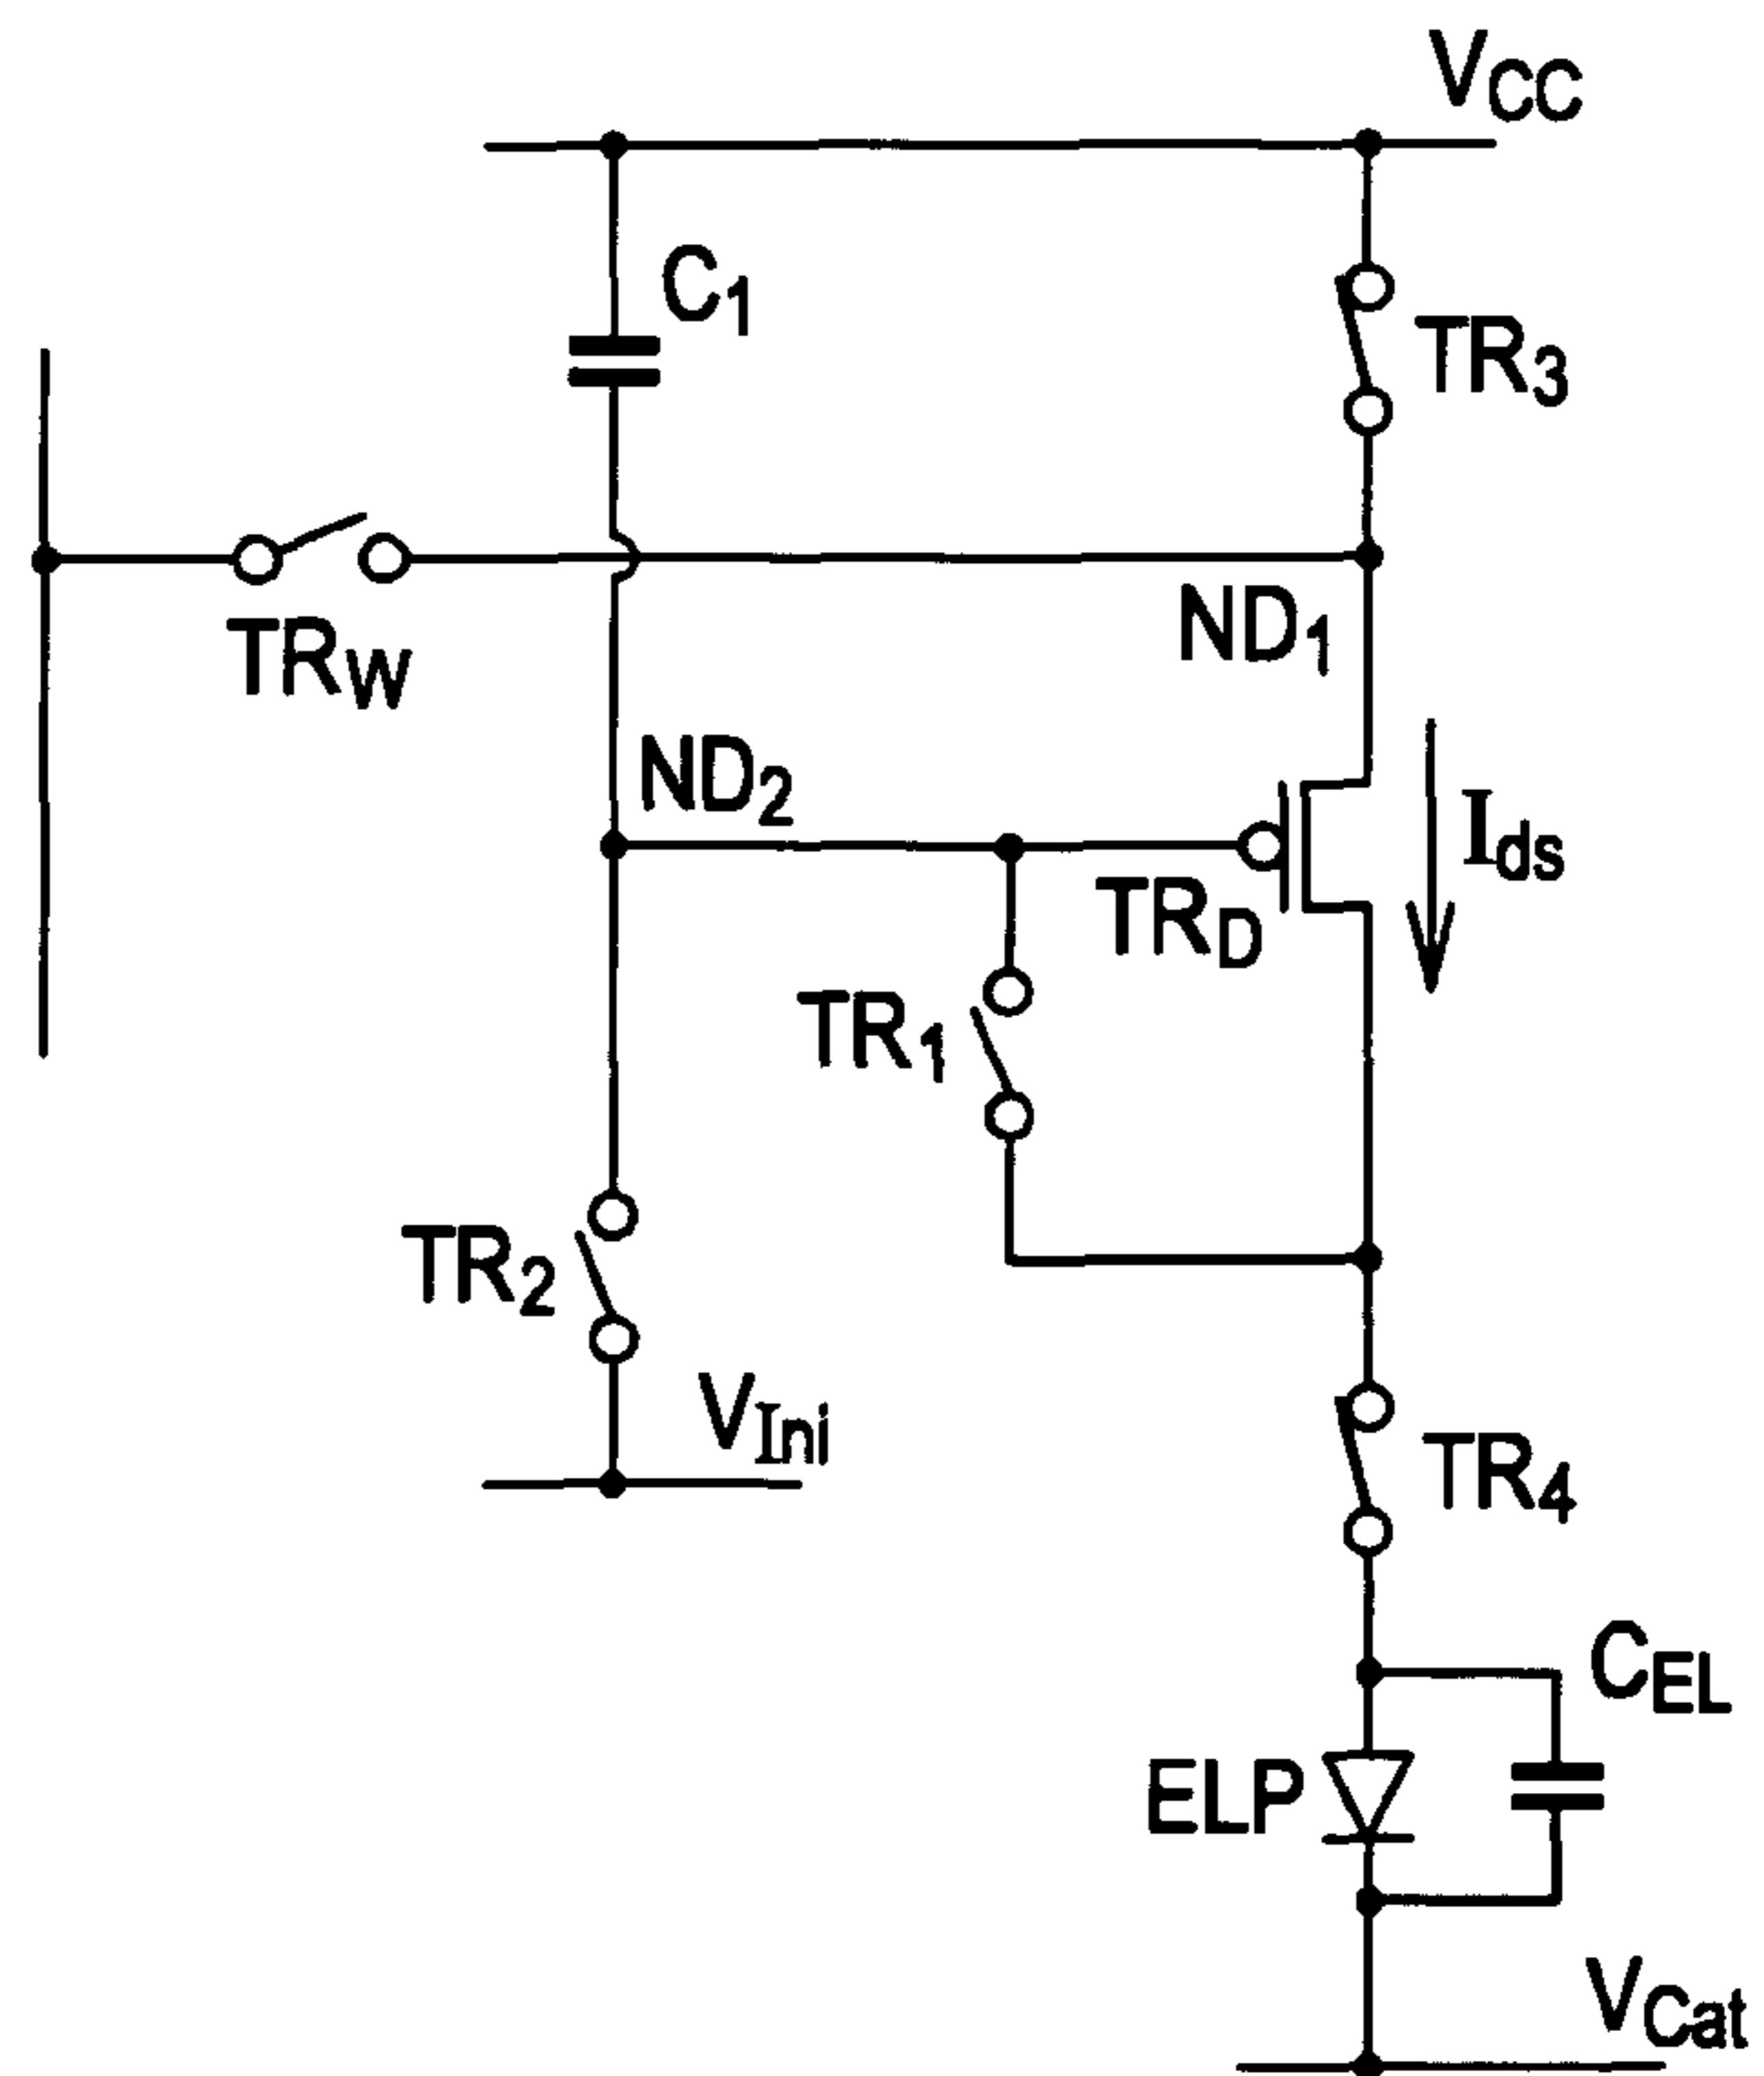 VCC
C1
TR3
TRW
ND1
ND2
Ids
TRD
TR1
TR2
VIni
TR4
CEL
ELP
VCat